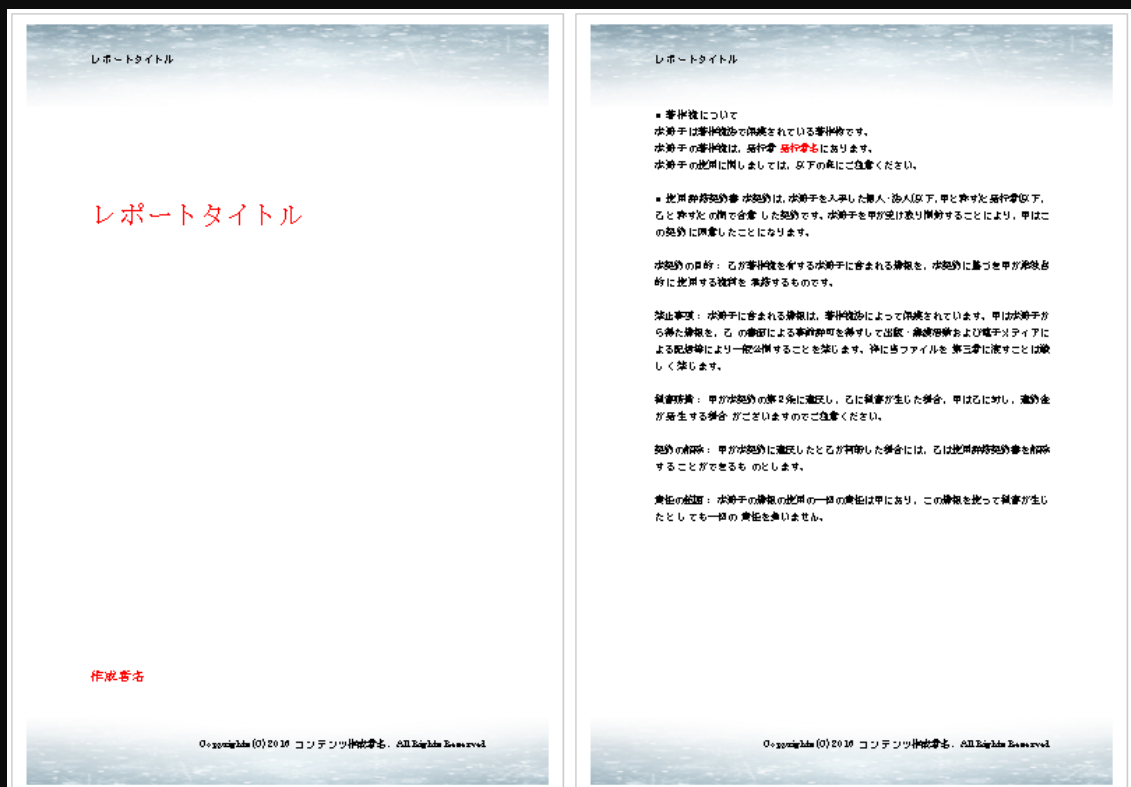 レポートタイトル
レポートタイトル
作成者名
Copyrights (C) 2016 コンテンツ作成者名. All Rights Reserved
レポートタイトル
■ 著作権について
本冊子は著作権法で保護されている著作物です。
本冊子の著作権は、発行者 発行者名にあります。
本冊子の使用に関しましては、以下の点にご注意ください。
■ 使用許諾契約書 本契約は、本冊子を入手した個人・法人(以下、甲と称す)と発行者(以下、
乙と称す)との間で合意 した契約です。本冊子を甲が受け取り開封することにより、甲はこ
の契約に同意したことになります。
本契約の目的: 乙が著作権を有する本冊子に含まれる情報を、本契約に基づき甲が非独占
的に使用する権利を 承諾するものです。
禁止事項: 本冊子に含まれる情報は、著作権法によって保護されています。甲は本冊子か
ら得た情報を、乙 の書面による事前許可を得ずして出版・講演活動および電子メディアに
よる配信等により一般公開することを禁じます。特に当ファイルを 第三者に渡すことは厳
しく禁じます。
損害賠償: 甲が本契約の第2条に違反し、乙に損害が生じた場合、甲は乙に対し、違約金
が発生する場合 がございますのでご注意ください。
契約の解除: 甲が本契約に違反したと乙が判断した場合には、乙は使用許諾契約書を解除
することができるも のとします。
責任の範囲: 本冊子の情報の使用の一切の責任は甲にあり、この情報を使って損害が生じ
たとしても一切の 責任を負いません。
Copyrights (C) 2016 コンテンツ作成者名. All Rights Reserved